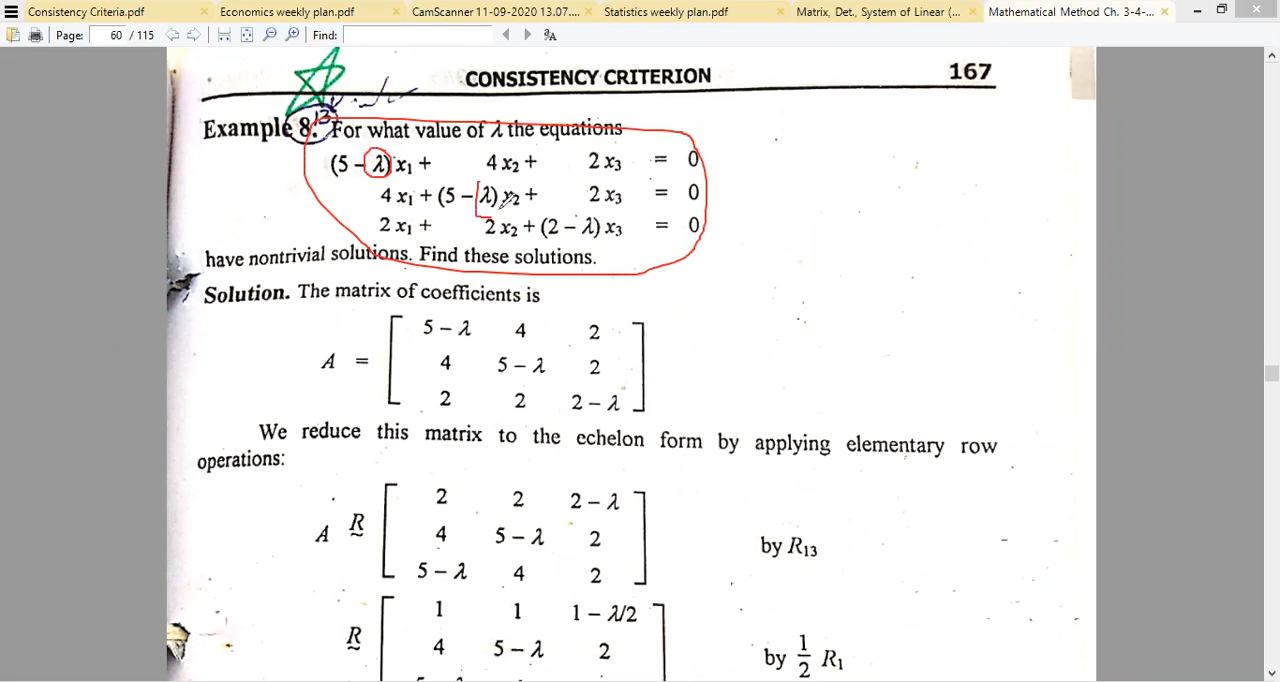 Consistency Criteria.pdf × Economics weekly plan.pdf × CamScanner 11-09-2020 13.07.... × Statistics weekly plan.pdf × Matrix, Det., System of Linear (... × Mathematical Method Ch. 3-4-... ×
Page: 60 / 115 Find:
CONSISTENCY CRITERION 167
Example 8. For what value of λ the equations
(5 − λ) x₁ + 4 x₂ + 2 x₃ = 0
4 x₁ + (5 − λ) x₂ + 2 x₃ = 0
2 x₁ + 2 x₂ + (2 − λ) x₃ = 0
have nontrivial solutions. Find these solutions.
Solution. The matrix of coefficients is
5 − λ 4 2
A = 4 5 − λ 2
2 2 2 − λ
We reduce this matrix to the echelon form by applying elementary row
operations:
2 2 2 − λ
A R ~ 4 5 − λ 2 by R₁₃
5 − λ 4 2
1 1 1 − λ/2
R ~ 4 5 − λ 2 by 1/2 R₁